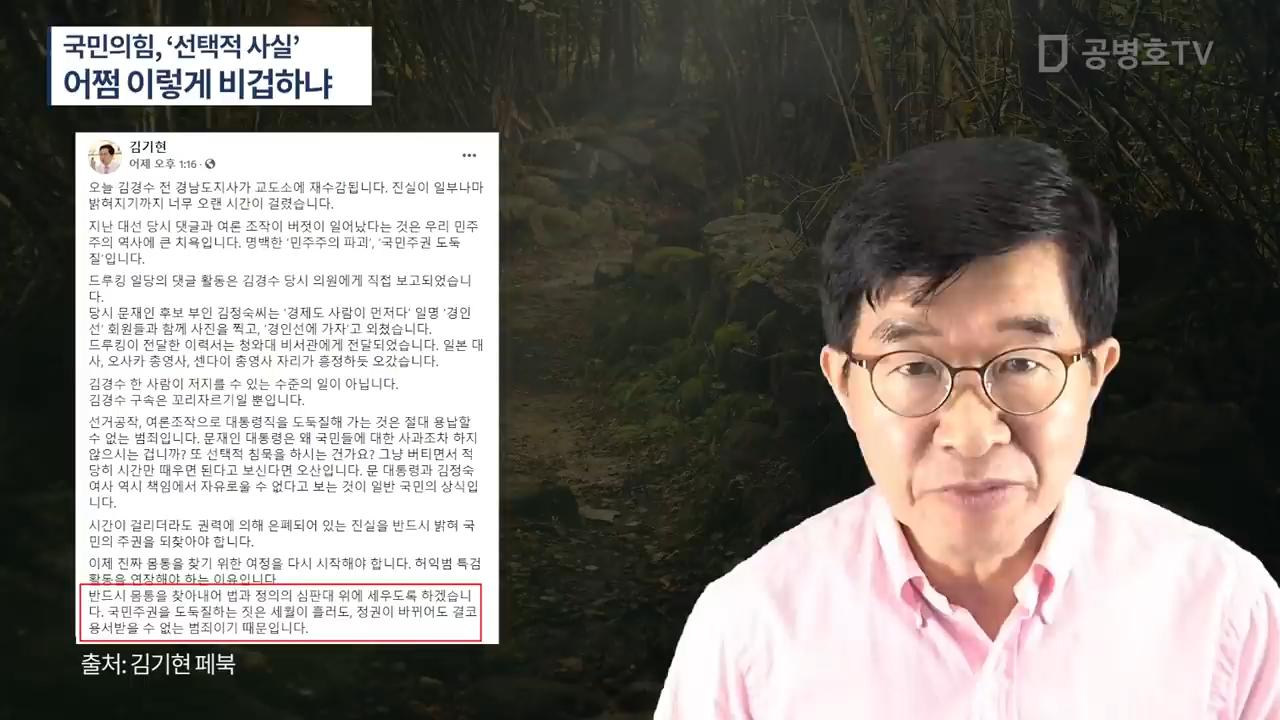 국민의힘, ‘선택적 사실’
어쩜 이렇게 비겁하냐
공병호TV
김기현
어제 오후 1:16 ·
오늘 김경수 전 경남도지사가 교도소에 재수감됩니다. 진실이 일부나마
밝혀지기까지 너무 오랜 시간이 걸렸습니다.
지난 대선 당시 댓글과 여론 조작이 버젓이 일어났다는 것은 우리 민주
주의 역사에 큰 치욕입니다. 명백한 '민주주의 파괴', '국민주권 도둑
질'입니다.
드루킹 일당의 댓글 활동은 김경수 당시 의원에게 직접 보고되었습니
다.
당시 문재인 후보 부인 김정숙씨는 '경제도 사람이 먼저다' 일명 '경인
선' 회원들과 함께 사진을 찍고, '경인선에 가자'고 외쳤습니다.
드루킹이 전달한 이력서는 청와대 비서관에게 전달되었습니다. 일본 대
사, 오사카 총영사, 센다이 총영사 자리가 흥정하듯 오갔습니다.
김경수 한 사람이 저지를 수 있는 수준의 일이 아닙니다.
김경수 구속은 꼬리자르기일 뿐입니다.
선거공작, 여론조작으로 대통령직을 도둑질해 가는 것은 절대 용납할
수 없는 범죄입니다. 문재인 대통령은 왜 국민들에 대한 사과조차 하지
않으시는 겁니까? 또 선택적 침묵을 하시는 건가요? 그냥 버티면서 적
당히 시간만 때우면 된다고 보신다면 오산입니다. 문 대통령과 김정숙
여사 역시 책임에서 자유로울 수 없다고 보는 것이 일반 국민의 상식입
니다.
시간이 걸리더라도 권력에 의해 은폐되어 있는 진실을 반드시 밝혀 국
민의 주권을 되찾아야 합니다.
이제 진짜 몸통을 찾기 위한 여정을 다시 시작해야 합니다. 허익범 특검
활동을 연장해야 하는 이유입니다.
반드시 몸통을 찾아내어 법과 정의의 심판대 위에 세우도록 하겠습니
다. 국민주권을 도둑질하는 짓은 세월이 흘러도, 정권이 바뀌어도 결코
용서받을 수 없는 범죄이기 때문입니다.
출처: 김기현 페북